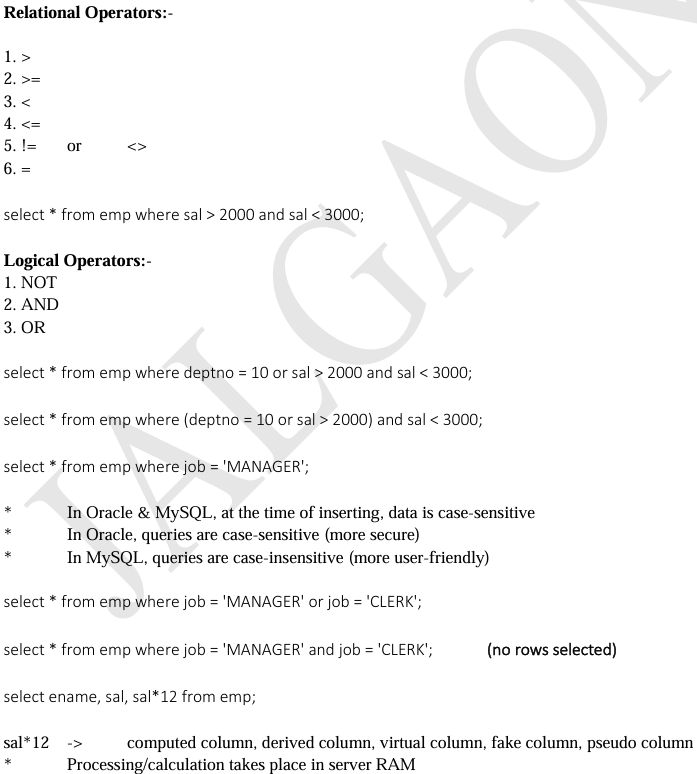 Relational Operators:-
1. >
2. >=
3. <
4. <=
5. != or <>
6. =
select * from emp where sal > 2000 and sal < 3000;
Logical Operators:-
1. NOT
2. AND
3. OR
select * from emp where deptno = 10 or sal > 2000 and sal < 3000;
select * from emp where (deptno = 10 or sal > 2000) and sal < 3000;
select * from emp where job = 'MANAGER';
* In Oracle & MySQL, at the time of inserting, data is case-sensitive
* In Oracle, queries are case-sensitive (more secure)
* In MySQL, queries are case-insensitive (more user-friendly)
select * from emp where job = 'MANAGER' or job = 'CLERK';
select * from emp where job = 'MANAGER' and job = 'CLERK'; (no rows selected)
select ename, sal, sal*12 from emp;
sal*12 -> computed column, derived column, virtual column, fake column, pseudo column
* Processing/calculation takes place in server RAM
JALGAON